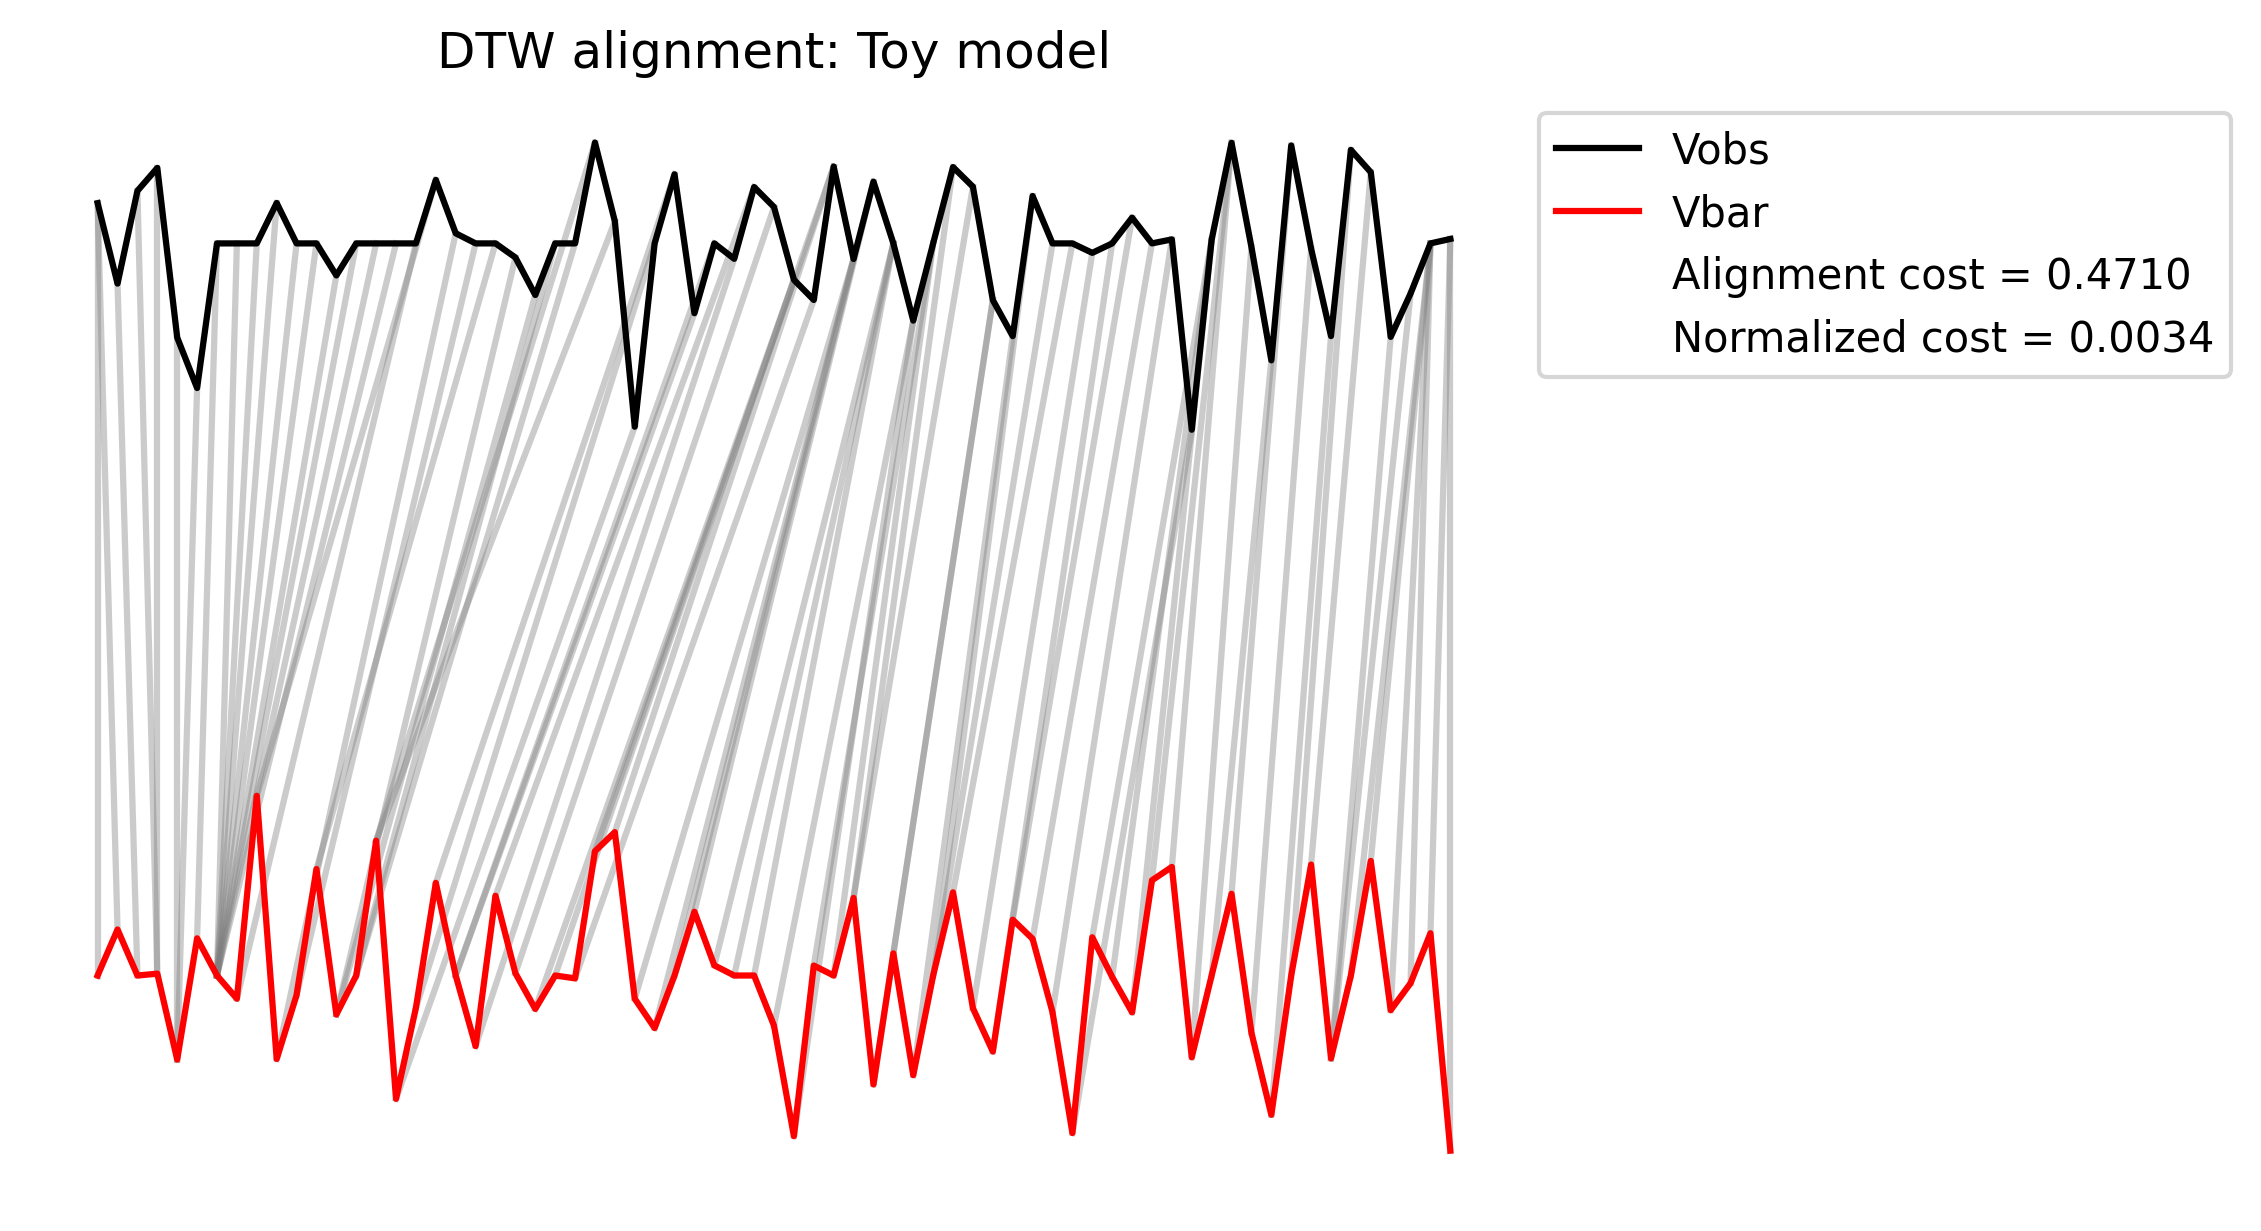 DTW alignment: Toy model
Vobs
Vbar
Alignment cost = 0.4710
Normalized cost = 0.0034